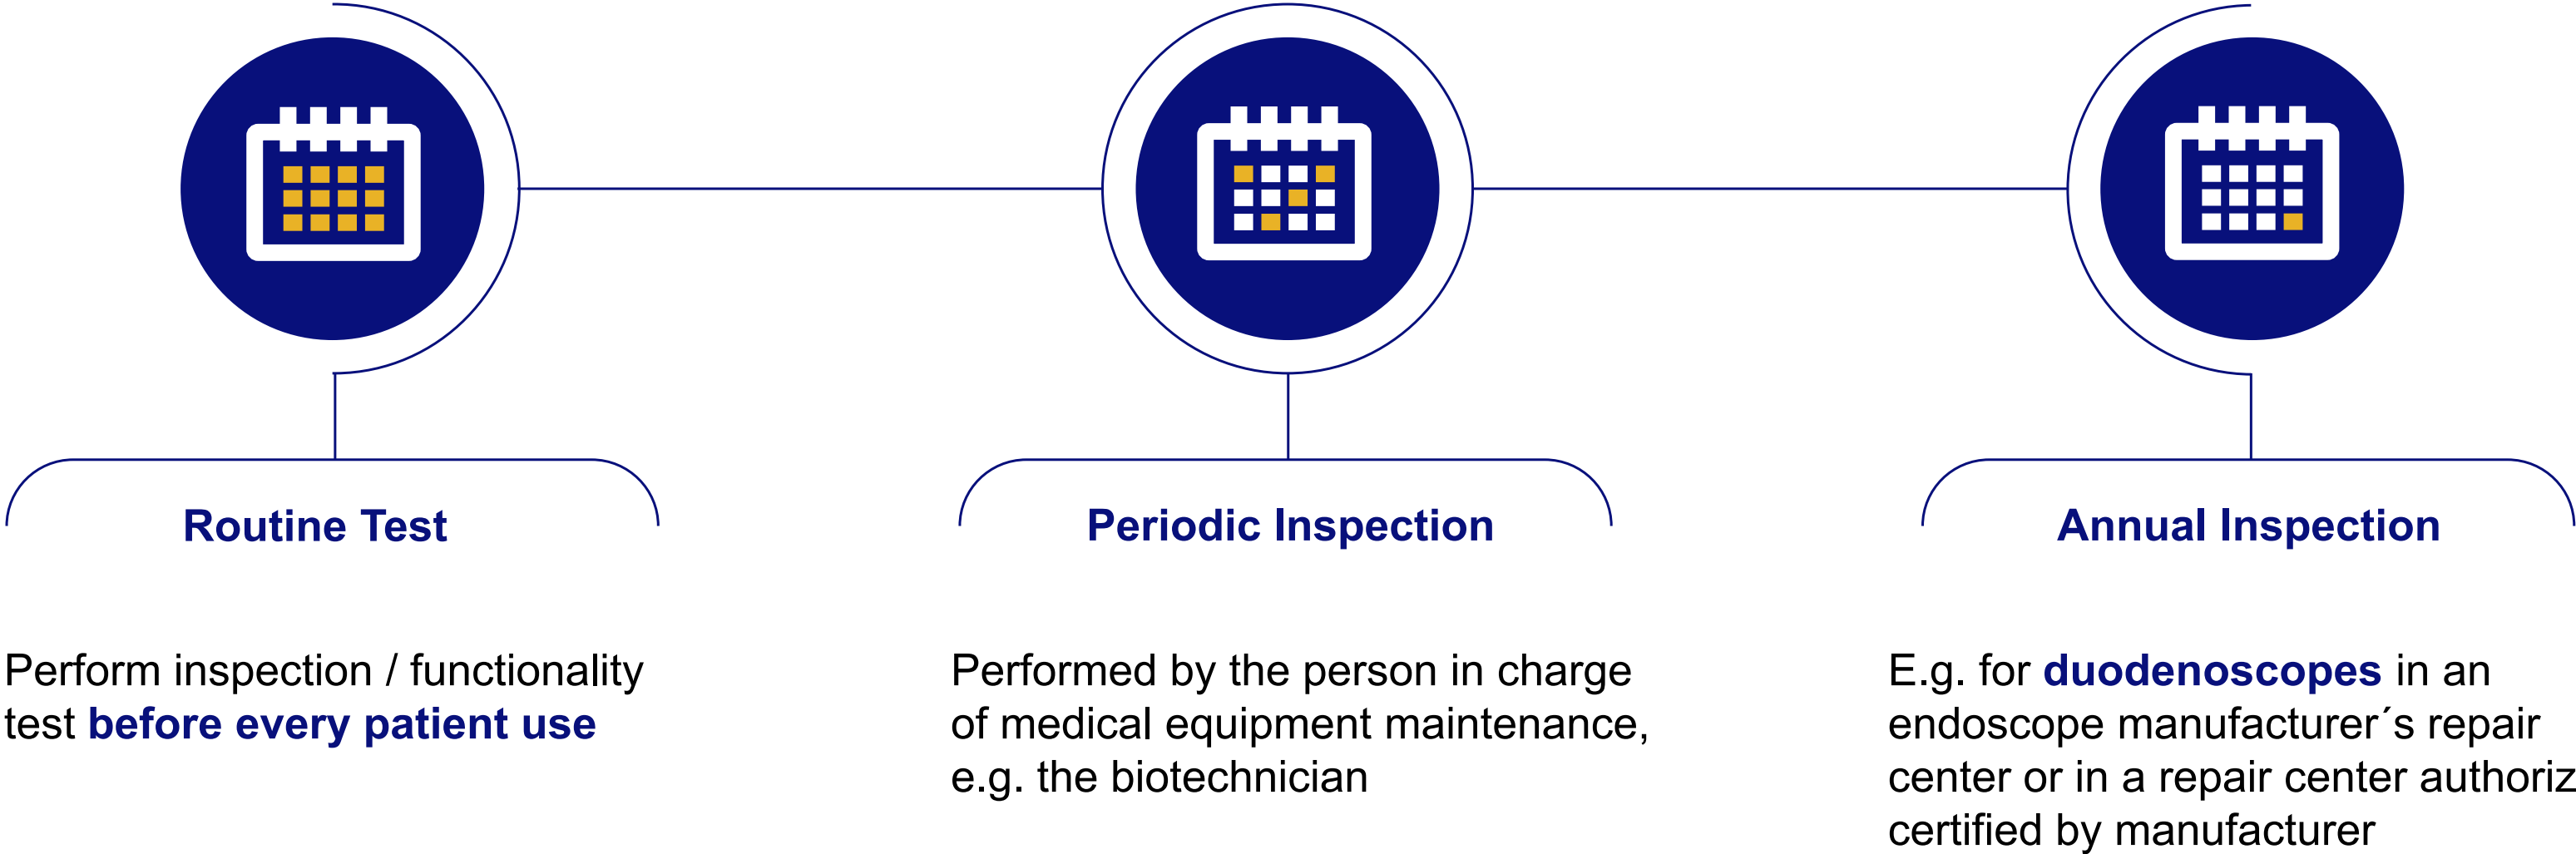 Routine Test
Perform inspection / functionality
test before every patient use
Periodic Inspection
Performed by the person in charge
of medical equipment maintenance,
e.g. the biotechnician
Annual Inspection
E.g. for duodenoscopes in an
endoscope manufacturer´s repair
center or in a repair center authoriz
certified by manufacturer